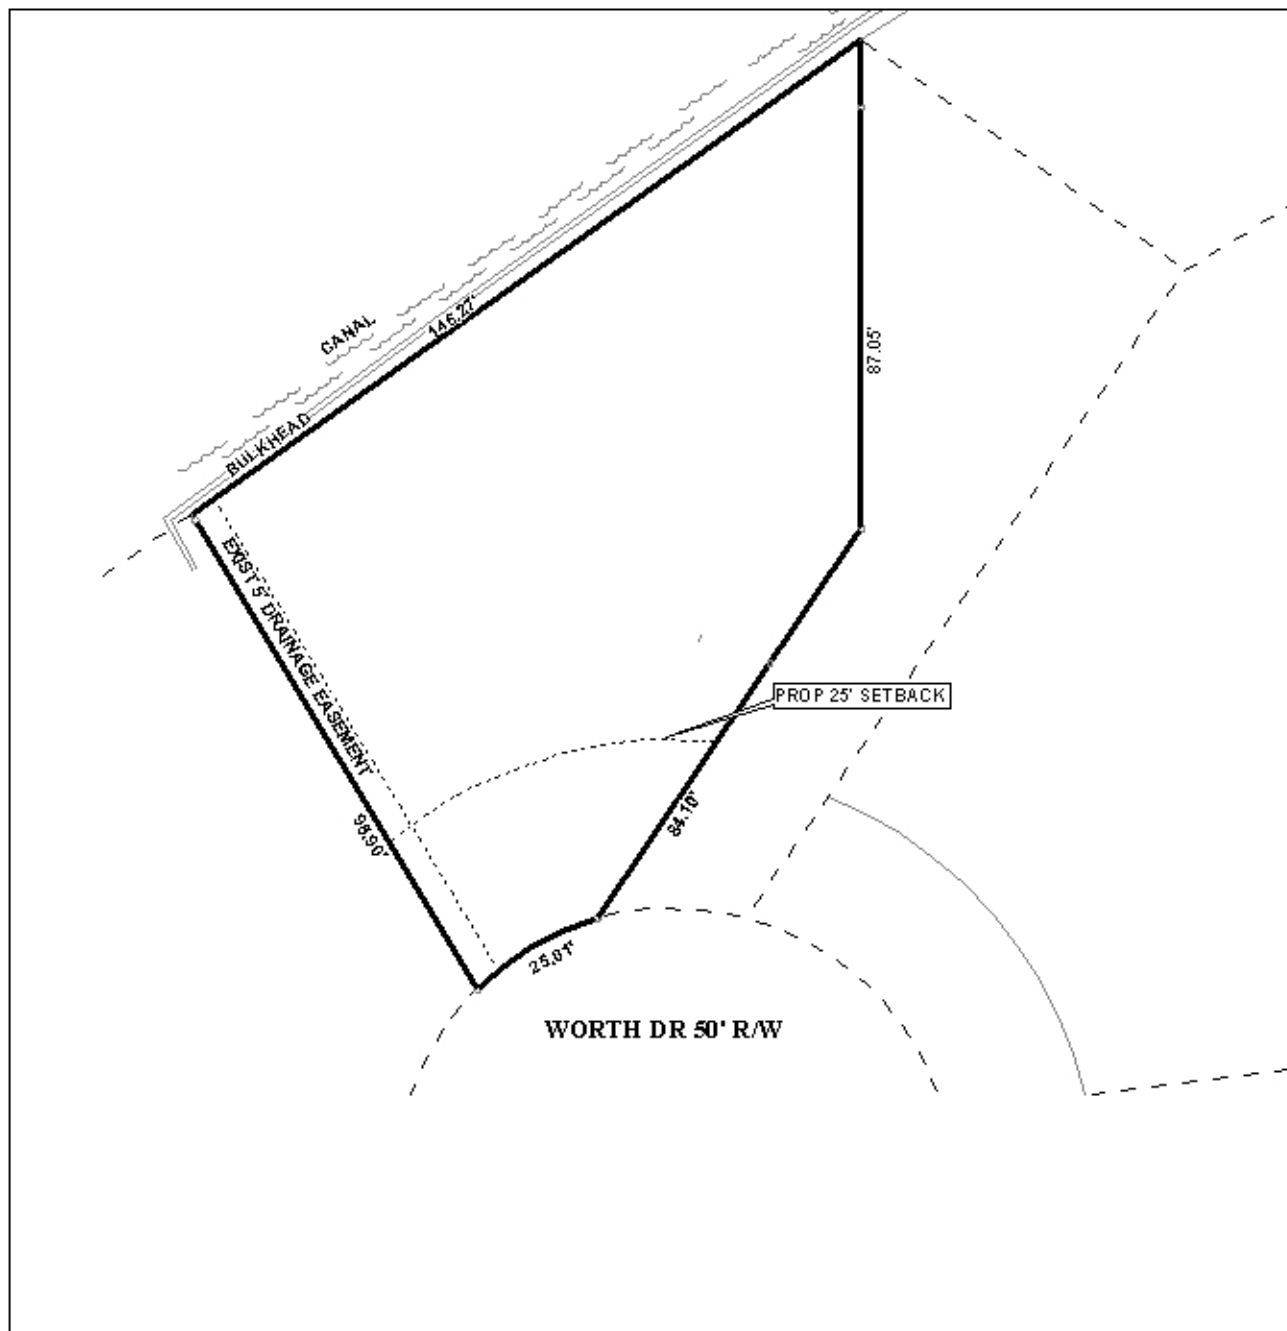 CANAL
146.27'
BULKHEAD
87.05'
EXIST 5' DRAINAGE EASEMENT
PROP 25' SETBACK
98.90'
84.10'
25.01'
WORTH DR 50' R/W